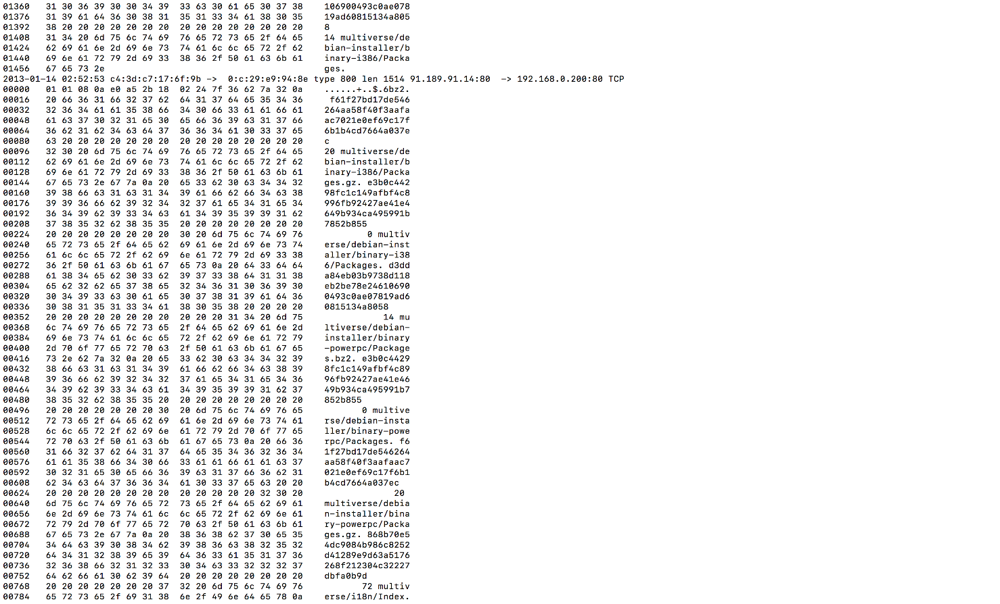 01360   31 30 36 39 30 30 34 39  33 63 30 61 65 30 37 38    106900493c0ae078
01376   31 39 61 64 36 30 38 31  35 31 33 34 61 38 30 35    19ad60815134a805
01392   38 20 20 20 20 20 20 20  20 20 20 20 20 20 20 20    8
01408   31 34 20 6d 75 6c 74 69  76 65 72 73 65 2f 64 65    14 multiverse/de
01424   62 69 61 6e 2d 69 6e 73  74 61 6c 6c 65 72 2f 62    bian-installer/b
01440   69 6e 61 72 79 2d 69 33  38 36 2f 50 61 63 6b 61    inary-i386/Packa
01456   67 65 73 2e                                         ges.
2013-01-14 02:52:53 c4:3d:c7:17:6f:9b ->  0:c:29:e9:94:8e type 800 len 1514 91.189.91.14:80  -> 192.168.0.200:80 TCP
00000   01 01 08 0a e0 a5 2b 18  02 24 7f 36 62 7a 32 0a    ......+..$.6bz2.
00016   20 66 36 31 66 32 37 62  64 31 37 64 65 35 34 36     f61f27bd17de546
00032   32 36 34 61 61 35 38 66  34 30 66 33 61 61 66 61    264aa58f40f3aafa
00048   61 63 37 30 32 31 65 30  65 66 36 39 63 31 37 66    ac7021e0ef69c17f
00064   36 62 31 62 34 63 64 37  36 36 34 61 30 33 37 65    6b1b4cd7664a037e
00080   63 20 20 20 20 20 20 20  20 20 20 20 20 20 20 20    c
00096   32 30 20 6d 75 6c 74 69  76 65 72 73 65 2f 64 65    20 multiverse/de
00112   62 69 61 6e 2d 69 6e 73  74 61 6c 6c 65 72 2f 62    bian-installer/b
00128   69 6e 61 72 79 2d 69 33  38 36 2f 50 61 63 6b 61    inary-i386/Packa
00144   67 65 73 2e 67 7a 0a 20  65 33 62 30 63 34 34 32    ges.gz. e3b0c442
00160   39 38 66 63 31 63 31 34  39 61 66 62 66 34 63 38    98fc1c149afbf4c8
00176   39 39 36 66 62 39 32 34  32 37 61 65 34 31 65 34    996fb92427ae41e4
00192   36 34 39 62 39 33 34 63  61 34 39 35 39 39 31 62    649b934ca495991b
00208   37 38 35 32 62 38 35 35  20 20 20 20 20 20 20 20    7852b855
00224   20 20 20 20 20 20 20 20  30 20 6d 75 6c 74 69 76            0 multiv
00240   65 72 73 65 2f 64 65 62  69 61 6e 2d 69 6e 73 74    erse/debian-inst
00256   61 6c 6c 65 72 2f 62 69  6e 61 72 79 2d 69 33 38    aller/binary-i38
00272   36 2f 50 61 63 6b 61 67  65 73 0a 20 64 33 64 64    6/Packages. d3dd
00288   61 38 34 65 62 30 33 62  39 37 33 38 64 31 31 38    a84eb03b9738d118
00304   65 62 32 62 65 37 38 65  32 34 36 31 30 36 39 30    eb2be78e24610690
00320   30 34 39 33 63 30 61 65  30 37 38 31 39 61 64 36    0493c0ae07819ad6
00336   30 38 31 35 31 33 34 61  38 30 35 38 20 20 20 20    0815134a8058
00352   20 20 20 20 20 20 20 20  20 20 20 31 34 20 6d 75               14 mu
00368   6c 74 69 76 65 72 73 65  2f 64 65 62 69 61 6e 2d    ltiverse/debian-
00384   69 6e 73 74 61 6c 6c 65  72 2f 62 69 6e 61 72 79    installer/binary
00400   2d 70 6f 77 65 72 70 63  2f 50 61 63 6b 61 67 65    -powerpc/Package
00416   73 2e 62 7a 32 0a 20 65  33 62 30 63 34 34 32 39    s.bz2. e3b0c4429
00432   38 66 63 31 63 31 34 39  61 66 62 66 34 63 38 39    8fc1c149afbf4c89
00448   39 36 66 62 39 32 34 32  37 61 65 34 31 65 34 36    96fb92427ae41e46
00464   34 39 62 39 33 34 63 61  34 39 35 39 39 31 62 37    49b934ca495991b7
00480   38 35 32 62 38 35 35 20  20 20 20 20 20 20 20 20    852b855
00496   20 20 20 20 20 20 20 30  20 6d 75 6c 74 69 76 65           0 multive
00512   72 73 65 2f 64 65 62 69  61 6e 2d 69 6e 73 74 61    rse/debian-insta
00528   6c 6c 65 72 2f 62 69 6e  61 72 79 2d 70 6f 77 65    ller/binary-powe
00544   72 70 63 2f 50 61 63 6b  61 67 65 73 0a 20 66 36    rpc/Packages. f6
00560   31 66 32 37 62 64 31 37  64 65 35 34 36 32 36 34    1f27bd17de546264
00576   61 61 35 38 66 34 30 66  33 61 61 66 61 61 63 37    aa58f40f3aafaac7
00592   30 32 31 65 30 65 66 36  39 63 31 37 66 36 62 31    021e0ef69c17f6b1
00608   62 34 63 64 37 36 36 34  61 30 33 37 65 63 20 20    b4cd7664a037ec
00624   20 20 20 20 20 20 20 20  20 20 20 20 20 32 30 20                 20
00640   6d 75 6c 74 69 76 65 72  73 65 2f 64 65 62 69 61    multiverse/debia
00656   6e 2d 69 6e 73 74 61 6c  6c 65 72 2f 62 69 6e 61    n-installer/bina
00672   72 79 2d 70 6f 77 65 72  70 63 2f 50 61 63 6b 61    ry-powerpc/Packa
00688   67 65 73 2e 67 7a 0a 20  38 36 38 62 37 30 65 35    ges.gz. 868b70e5
00704   34 64 63 39 30 38 34 62  39 38 36 63 38 32 35 32    4dc9084b986c8252
00720   64 34 31 32 38 39 65 39  64 36 33 61 35 31 37 36    d41289e9d63a5176
00736   32 36 38 66 32 31 32 33  30 34 63 33 32 32 32 37    268f212304c32227
00752   64 62 66 61 30 62 39 64  20 20 20 20 20 20 20 20    dbfa0b9d
00768   20 20 20 20 20 20 20 37  32 20 6d 75 6c 74 69 76           72 multiv
00784   65 72 73 65 2f 69 31 38  6e 2f 49 6e 64 65 78 0a    erse/i18n/Index.